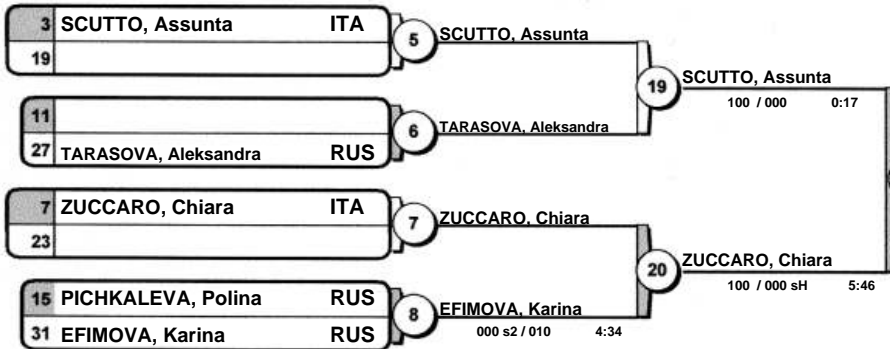 3 SCUTTO, Assunta ITA
19
5
SCUTTO, Assunta
11
27 TARASOVA, Aleksandra RUS
6
TARASOVA, Aleksandra
19
SCUTTO, Assunta
100 / 000 0:17
7 ZUCCARO, Chiara ITA
23
7
ZUCCARO, Chiara
15 PICHKALEVA, Polina RUS
31 EFIMOVA, Karina RUS
8
EFIMOVA, Karina
000 s2 / 010 4:34
20
ZUCCARO, Chiara
100 / 000 sH 5:46